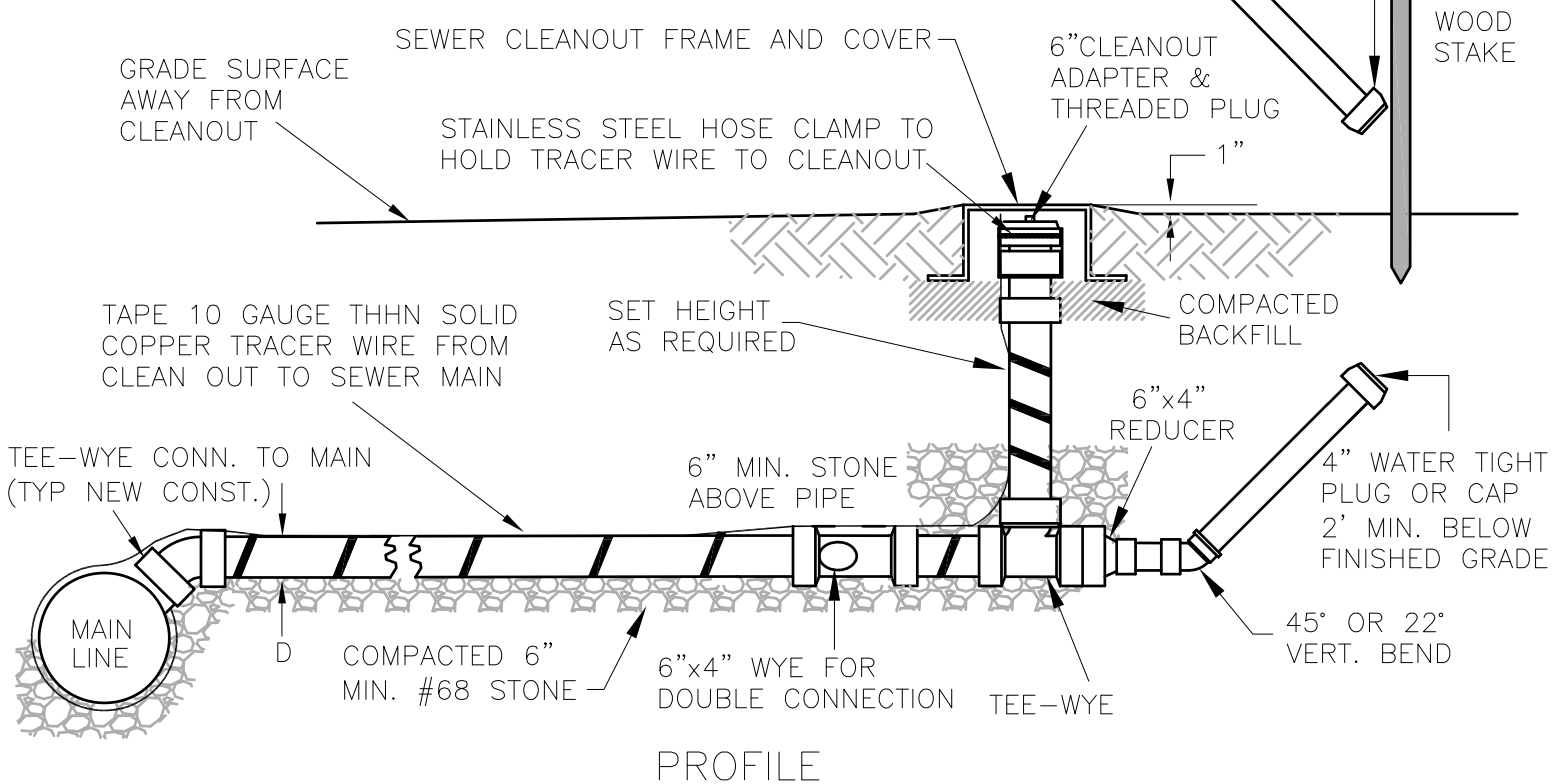 WOOD
STAKE
SEWER CLEANOUT FRAME AND COVER
6"CLEANOUT
ADAPTER &
THREADED PLUG
GRADE SURFACE
AWAY FROM
CLEANOUT
STAINLESS STEEL HOSE CLAMP TO
HOLD TRACER WIRE TO CLEANOUT
1"
TAPE 10 GAUGE THHN SOLID
COPPER TRACER WIRE FROM
CLEAN OUT TO SEWER MAIN
SET HEIGHT
AS REQUIRED
COMPACTED
BACKFILL
6"x4"
REDUCER
TEE-WYE CONN. TO MAIN
(TYP NEW CONST.)
6" MIN. STONE
ABOVE PIPE
4" WATER TIGHT
PLUG OR CAP
2' MIN. BELOW
FINISHED GRADE
MAIN
LINE
D
COMPACTED 6"
MIN. #68 STONE
6"x4" WYE FOR
DOUBLE CONNECTION
TEE-WYE
45° OR 22°
VERT. BEND
PROFILE